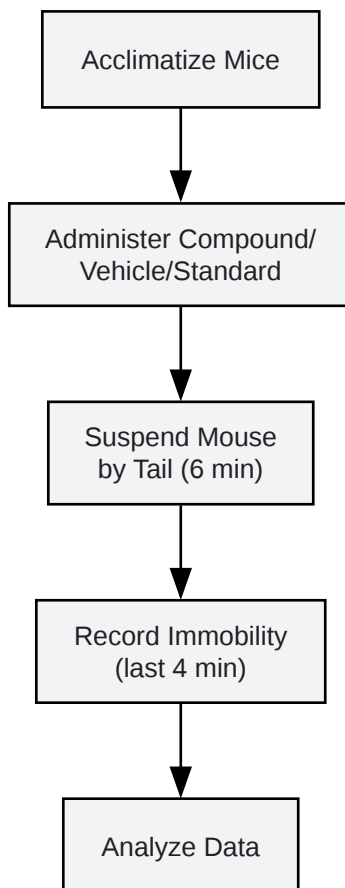 Acclimatize Mice
Administer Compound/
Vehicle/Standard
Suspend Mouse
by Tail (6 min)
Record Immobility
(last 4 min)
Analyze Data